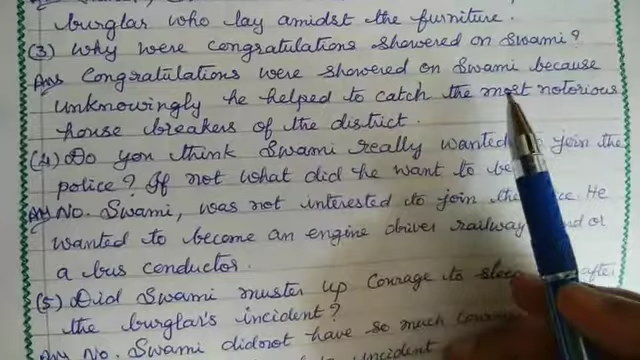 burglar who lay amidst the furniture.
(3) Why were congratulations showered on Swami?
Ans Congratulations were showered on Swami because
unknowingly he helped to catch the most notorious
house breakers of the district.
(4) Do you think Swami really wanted to join the
police? If not what did he want to be
Ans No. Swami, was not interested to join the He
wanted to become an engine driver railway or
a bus conductor.
(5) Did Swami muster up courage to sleep after
the burglar's incident?
Ans No. Swami didnot have so much
incident